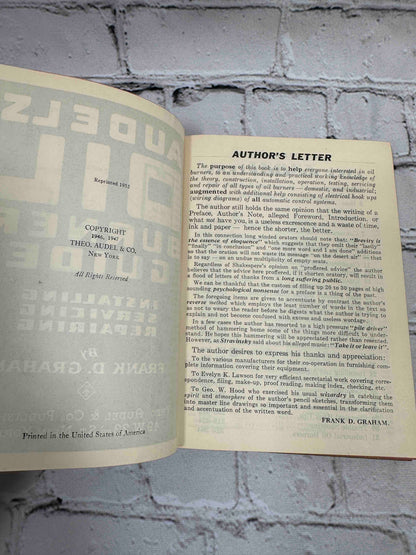 Reprinted 1952
COPYRIGHT
1946, 1947
THEO. AUDEL & CO.
NEW YORK
All Rights Reserved
Printed in the United States of America
AUTHOR'S LETTER
The purpose of this book is to help everyone interested in oil
burners, to an understanding and practical working knowledge of
the theory, construction, installation, operation, testing, servicing
and repair of all types of oil burners — domestic, and industrial;
augmented with additional help consisting of electrical hook ups
(wiring diagrams) of all automatic control systems.
The author still holds the same opinion that the writing of a
Preface, Author's Note, alleged Foreword, Introduction, or
what have you, is a useless excrescence and a waste of time,
ink and paper — hence the shorter, the better.
In this connection long winded orators should note that, "Brevity is
the essence of eloquence" which suggests that they omit their "lastly"
"in conclusion" and "one more word and I am done" additions
so that the oration will not waste its message "on the desert air" — that
is to say — as an undue multiplicity of empty seats.
Regardless of Shakespeare's opinion on "prefixed advice" the author
believes that the advice here proffered, if it shorten oratory, will result in
a flood of letters of thanks from a long suffering public.
We can be thankful that the custom of filling up 25 or so pages of high
sounding psychological nonsense for a preface is a thing of the past.
The foregoing items are given to accentuate by contrast the author's
reverse method which employs the least number of words in the text so
as not to weary the reader before he digests what the author is trying to
explain and not become confused with excess and useless wordage.
In a few cases the author has resorted to a high pressure "pile driver"
method of hammering home some of the things more difficult to under-
stand. He hopes this hammering will be appreciated rather than resented.
However, as Stravinsky said about his alleged music: "Take it or leave it".
The author desires to express his thanks and appreciation:
To the various manufacturers for their co-operation in furnishing com-
plete information covering their equipment.
To Evelyn K. Lawson for very efficient secretarial work covering corre-
spondence, filing, make-up, proof reading, making index, checking, etc.
To Geo. W. Hood who exercised his usual wizardry in catching the
spirit and atmosphere of the author's pencil sketches, transforming them
into master line drawings so important and essential in the clarification
and accentuation of the written word.
FRANK D. GRAHAM.